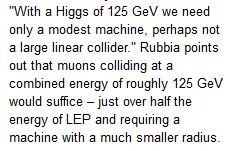 "With a Higgs of 125 GeV we need
only a modest machine, perhaps not
a large linear collider." Rubbia points
out that muons colliding at a
combined energy of roughly 125 GeV
would suffice – just over half the
energy of LEP and requiring a
machine with a much smaller radius.